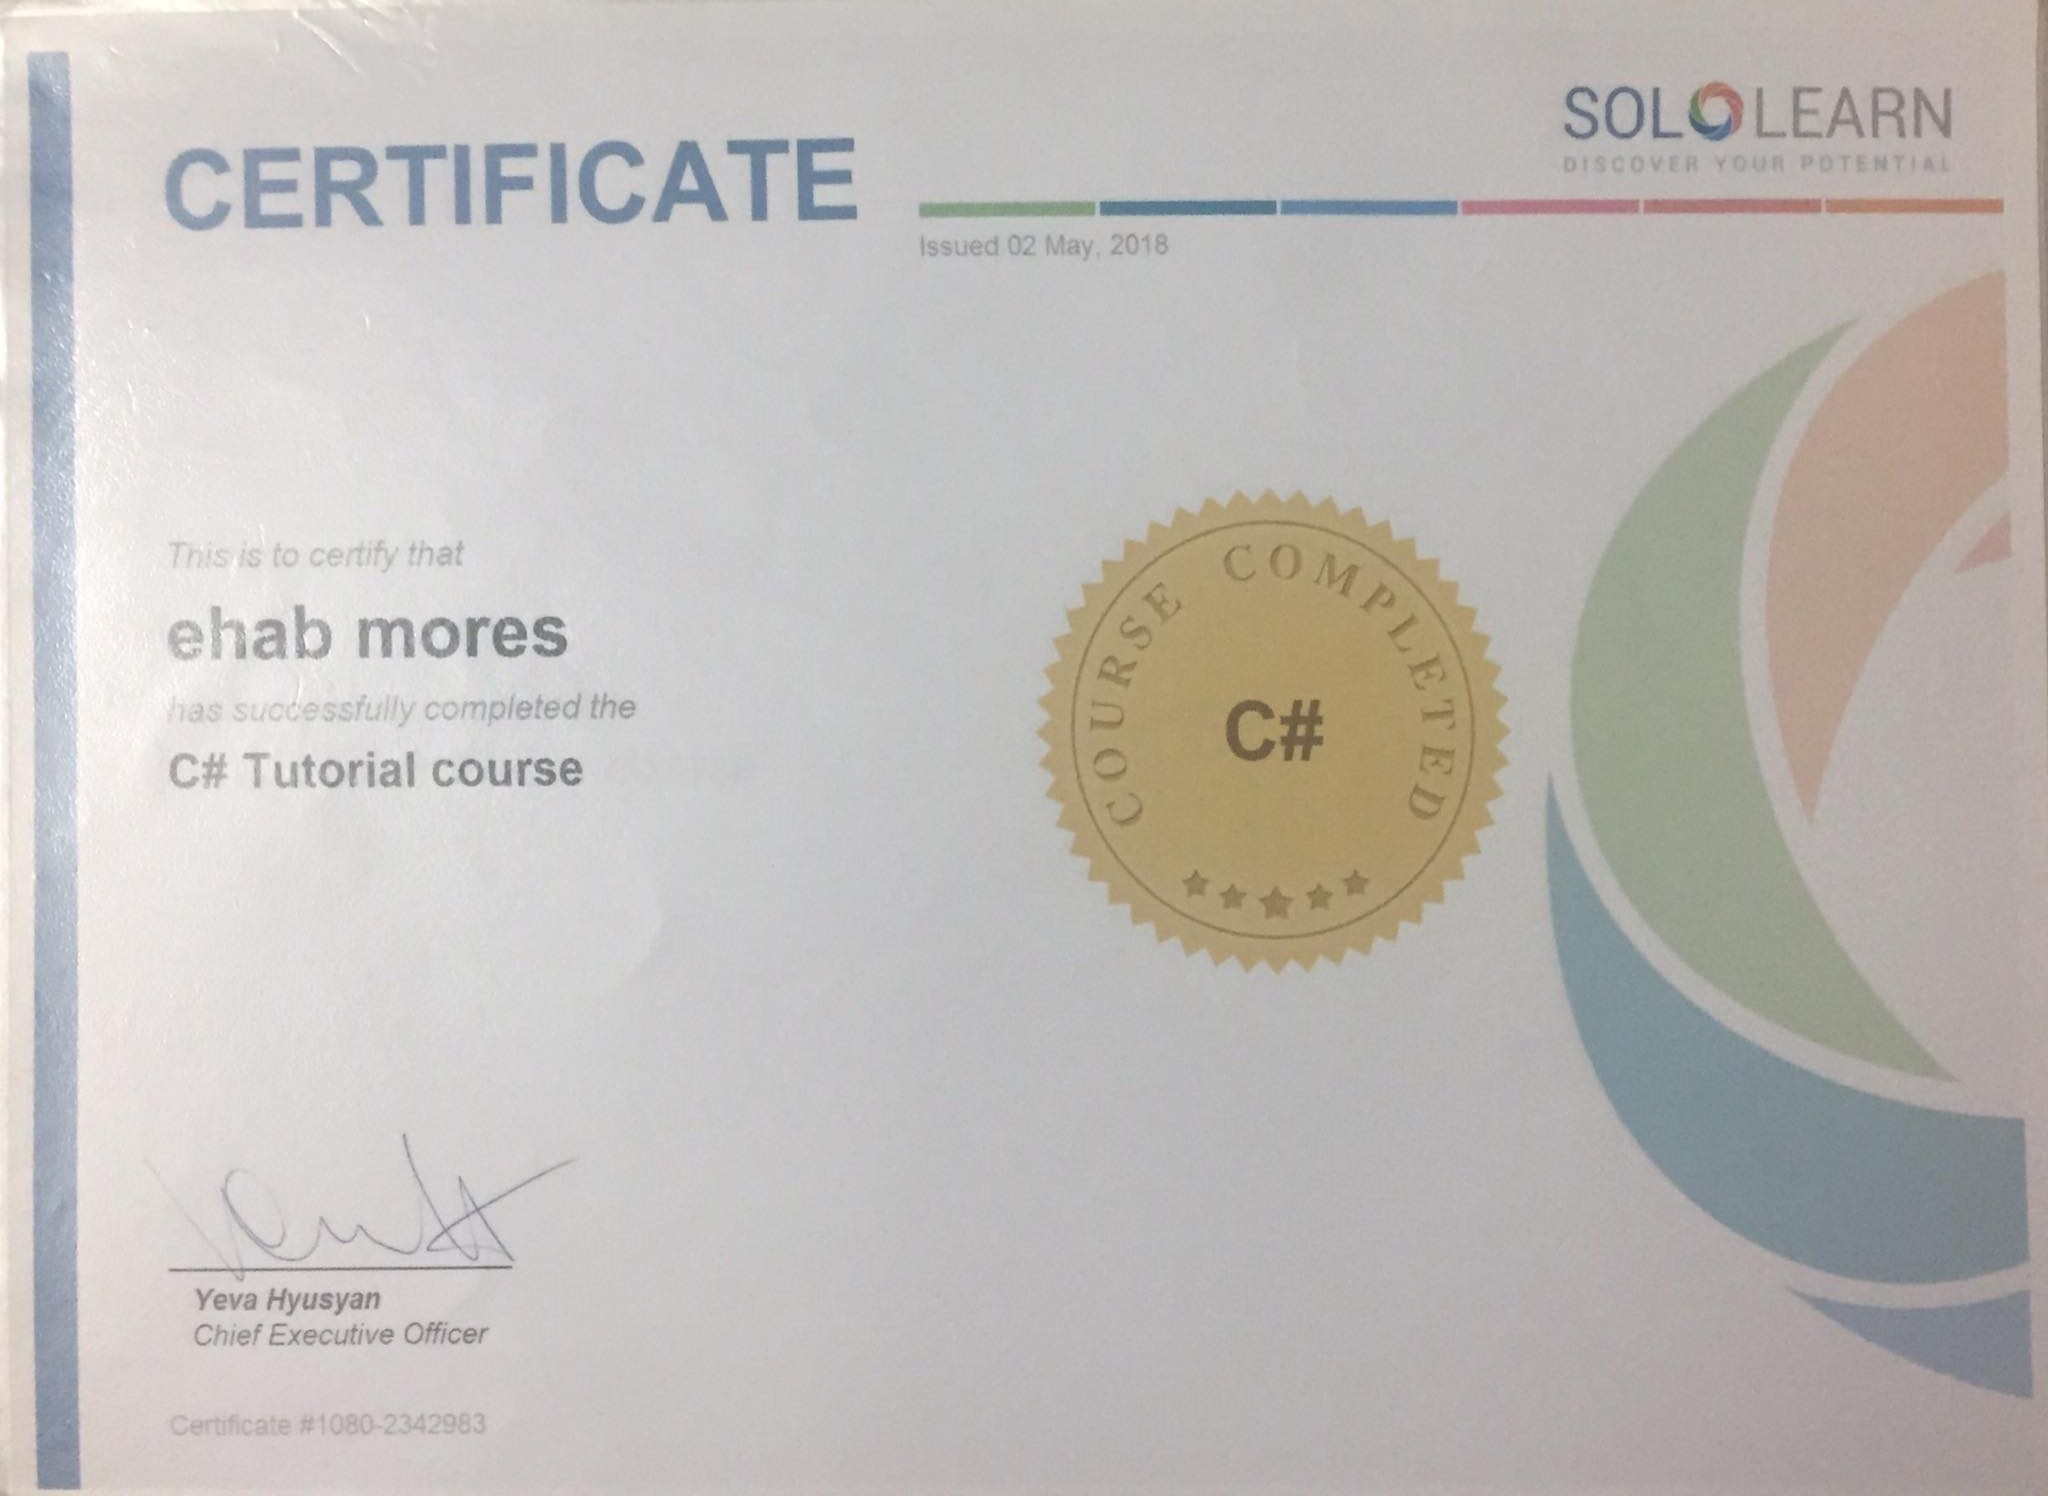 SOLOLEARN
DISCOVER YOUR POTENTIAL
CERTIFICATE
Issued 02 May, 2018
This is to certify that
ehab mores
has successfully completed the
C# Tutorial course
COURSE COMPLETED
C#
Yeva Hyusyan
Chief Executive Officer
Certificate #1080-2342983